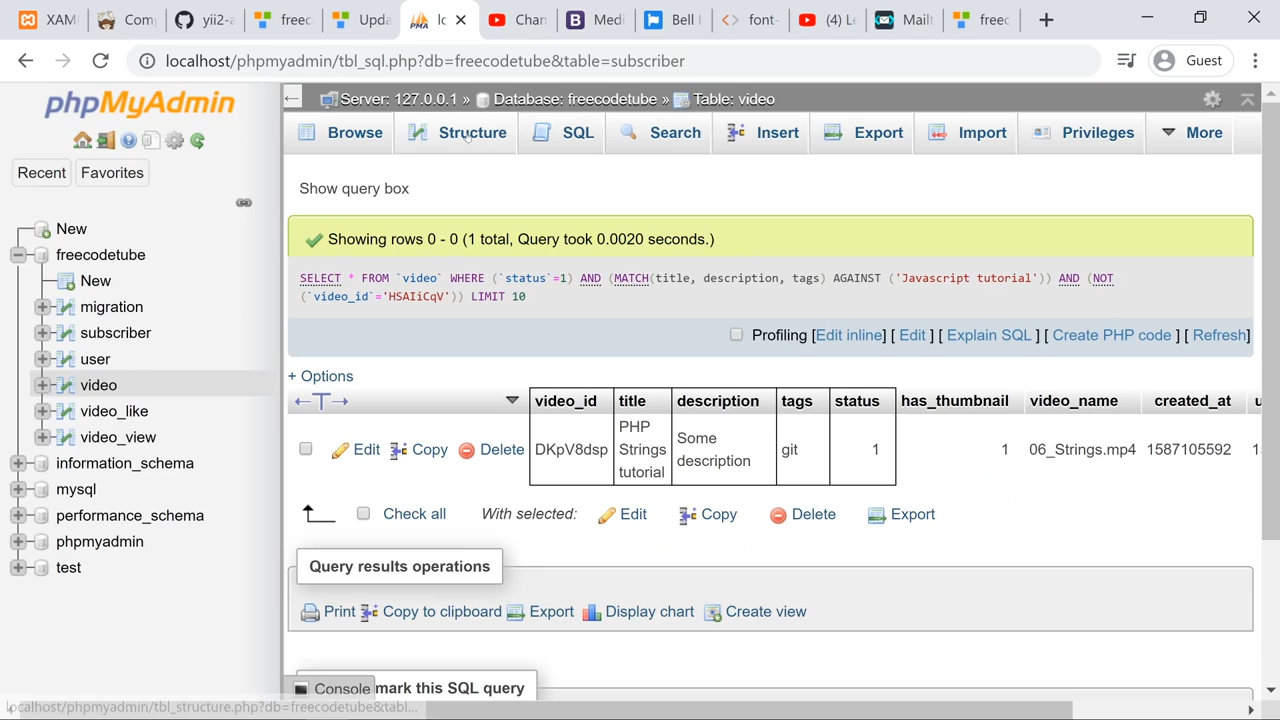 XAM
Comp
yii2-a
freec
Upda
lo
Chan
Medi
Bell
font-
(4) Le
Mailt
freec
localhost/phpmyadmin/tbl_sql.php?db=freecodetube&table=subscriber
Guest
phpMyAdmin
Recent
Favorites
New
freecodetube
New
migration
subscriber
user
video
video_like
video_view
information_schema
mysql
performance_schema
phpmyadmin
test
Server: 127.0.0.1 » Database: freecodetube » Table: video
Browse
Structure
SQL
Search
Insert
Export
Import
Privileges
More
Show query box
Showing rows 0 - 0 (1 total, Query took 0.0020 seconds.)
SELECT * FROM `video` WHERE (`status`=1) AND (MATCH(title, description, tags) AGAINST ('Javascript tutorial')) AND (NOT
(`video_id`='HSAIiCqV')) LIMIT 10
Profiling [Edit inline] [ Edit ] [ Explain SQL ] [ Create PHP code ] [ Refresh]
+ Options
video_id title description tags status has_thumbnail video_name created_at u
Edit Copy Delete DKpV8dsp PHP Strings tutorial Some description git 1 1 06_Strings.mp4 1587105592 1
Check all With selected: Edit Copy Delete Export
Query results operations
Print Copy to clipboard Export Display chart Create view
Console
mark this SQL query
localhost/phpmyadmin/tbl_structure.php?db=freecodetube&tabl...